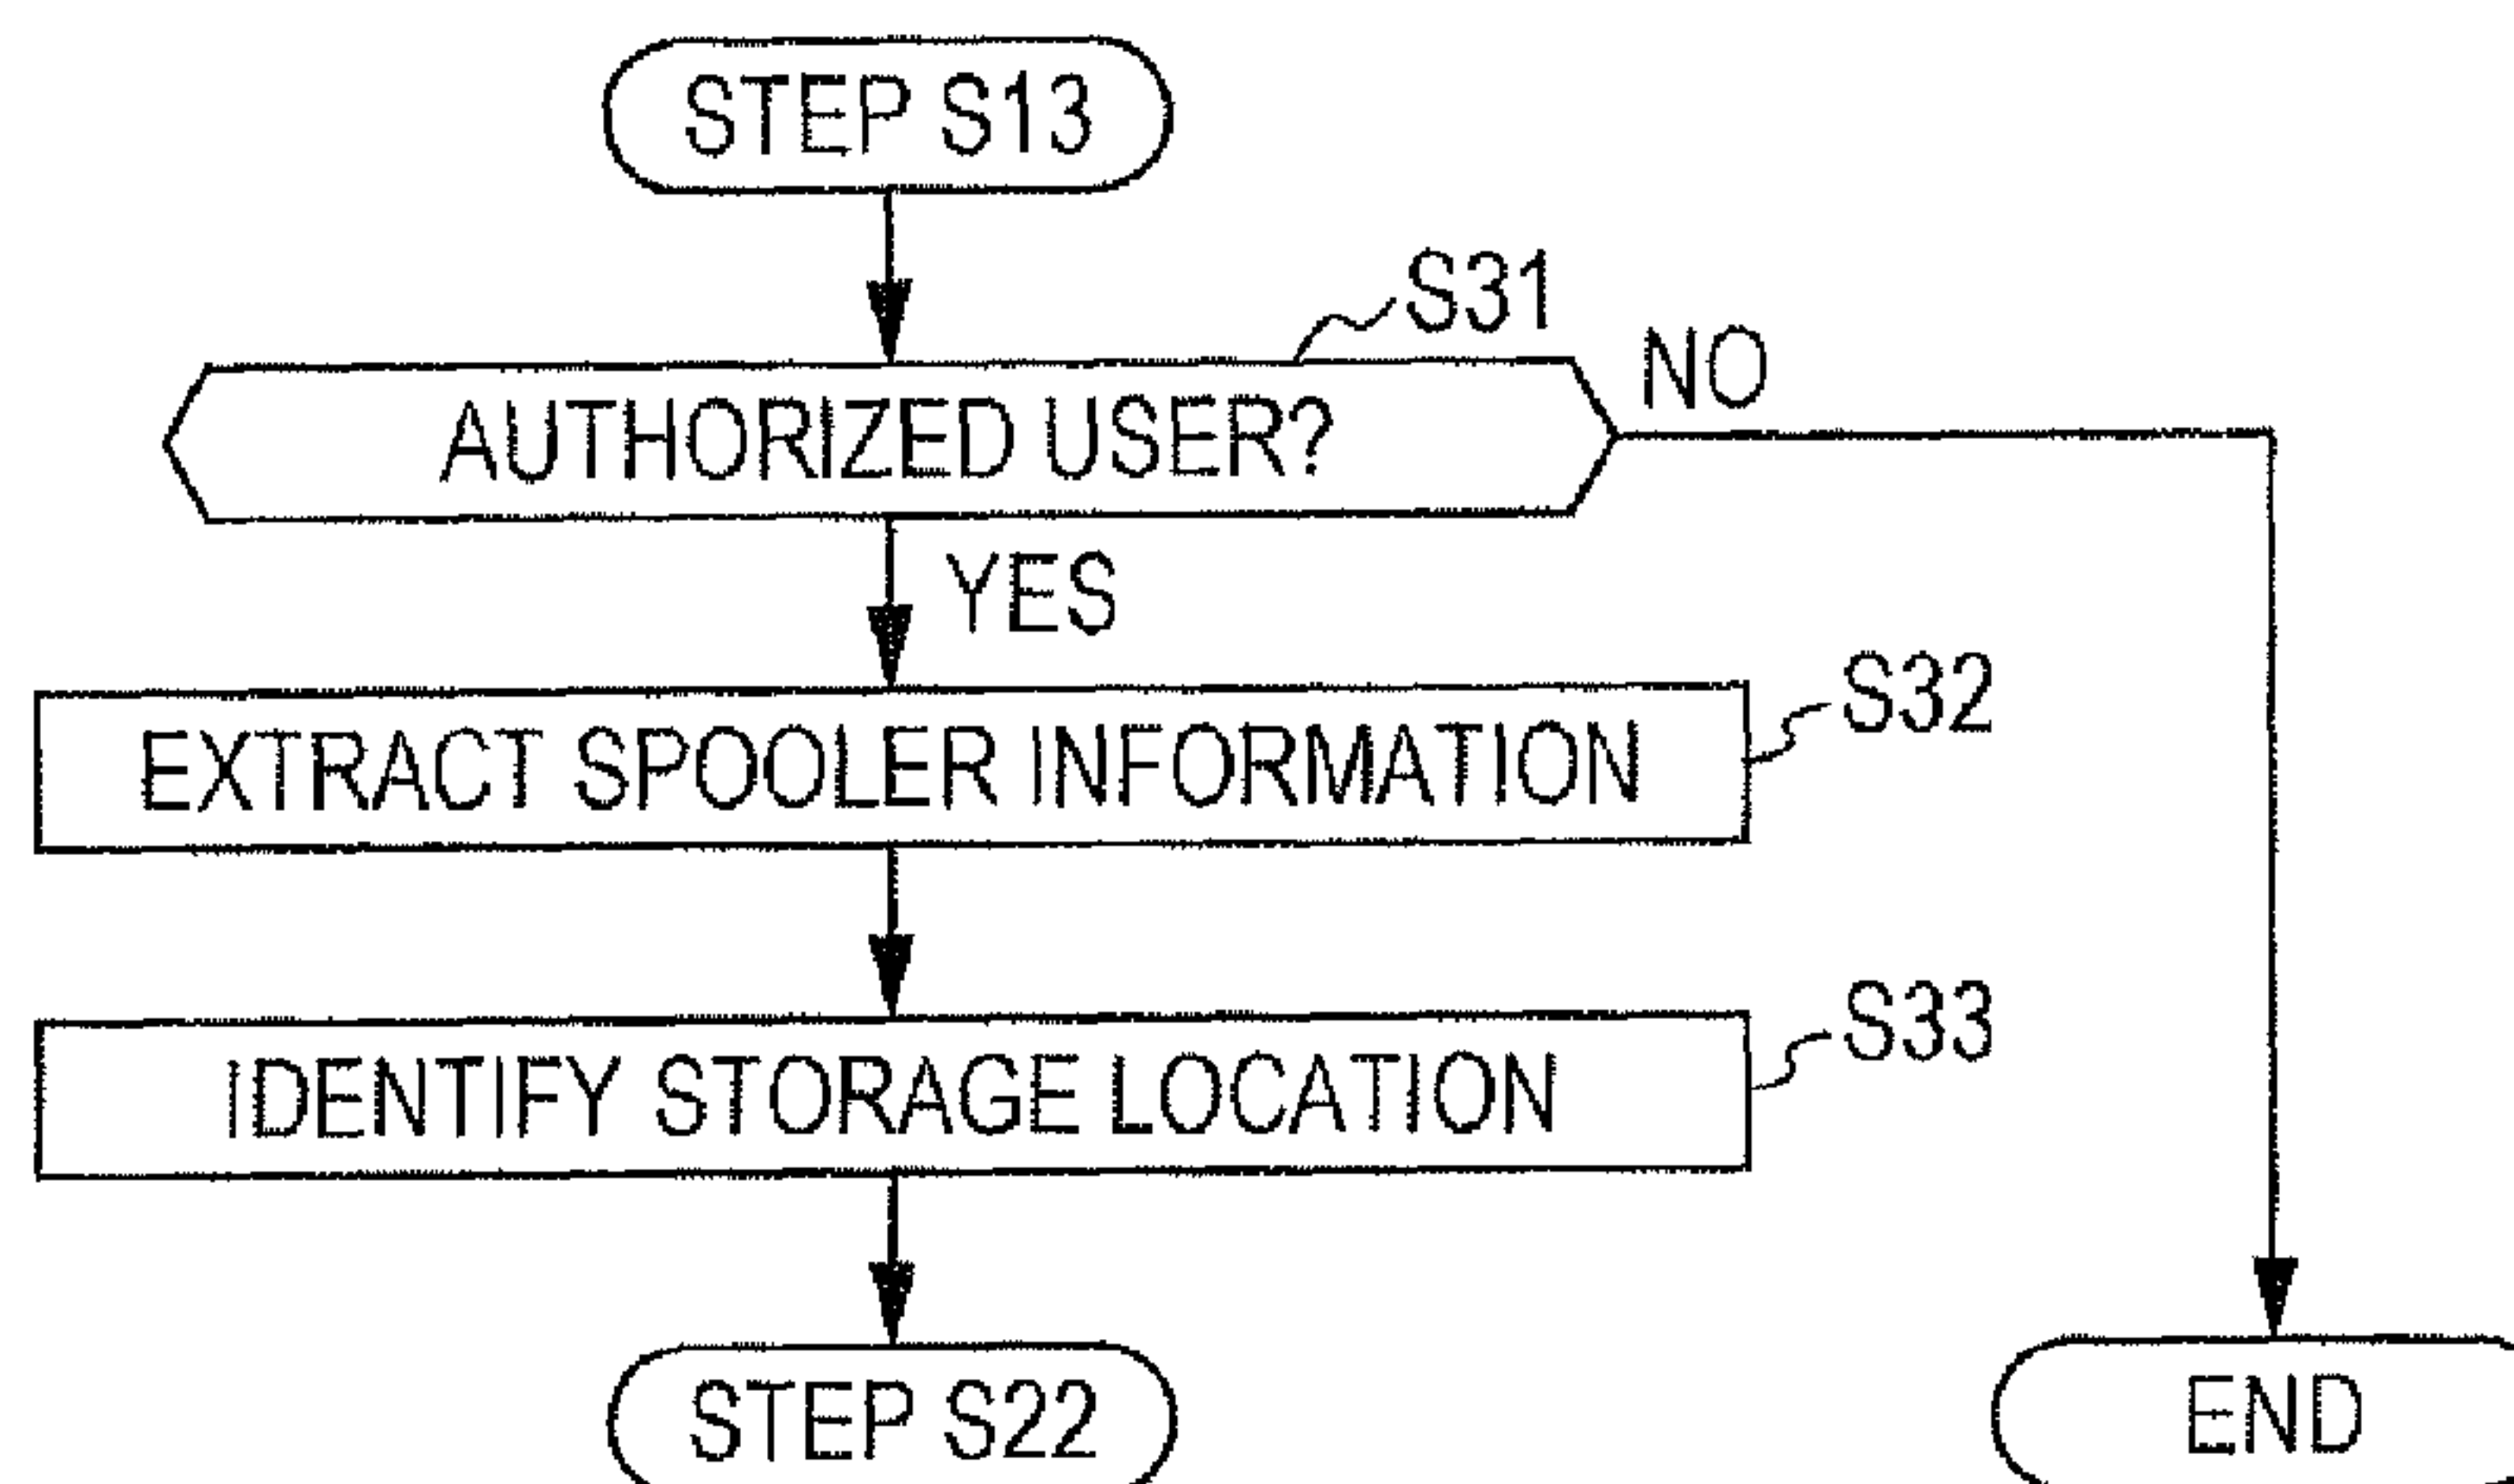 STEP S13
S31
NO
AUTHORIZED USER?
YES
S32
EXTRACT SPOOLER INFORMATION
S33
IDENTIFY STORAGE LOCATION
STEP S22
END